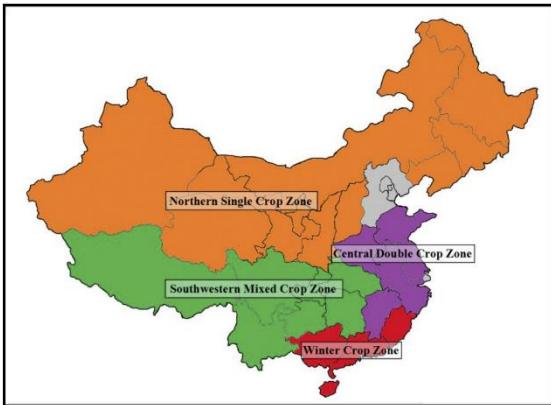 Northern Single Crop Zone
Central Double Crop Zone
Southwestern Mixed Crop Zone
Winter Crop Zone